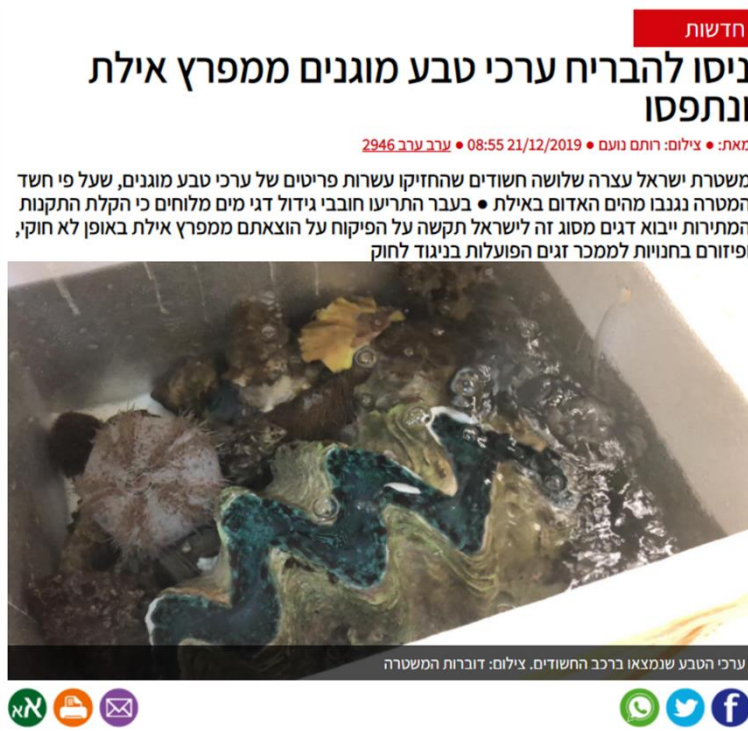 חדשות
ניסו להבריח ערכי טבע מוגנים ממפרץ אילת
ונתפסו
מאת: ● צילום: רותם נועם ● 21/12/2019 08:55 ● ערב ערב 2946
משטרת ישראל עצרה שלושה חשודים שהחזיקו עשרות פריטים של ערכי טבע מוגנים, שעל פי חשד
המטרה נגנבו מהים האדום באילת ● בעבר התריעו חובבי גידול דגי מים מלוחים כי הקלת התקנות
המתירות ייבוא דגים מסוג זה לישראל תקשה על הפיקוח על הוצאתם ממפרץ אילת באופן לא חוקי,
ופיזורם בחנויות לממכר זגים הפועלות בניגוד לחוק
ערכי הטבע שנמצאו ברכב החשודים. צילום: דוברות המשטרה
אא